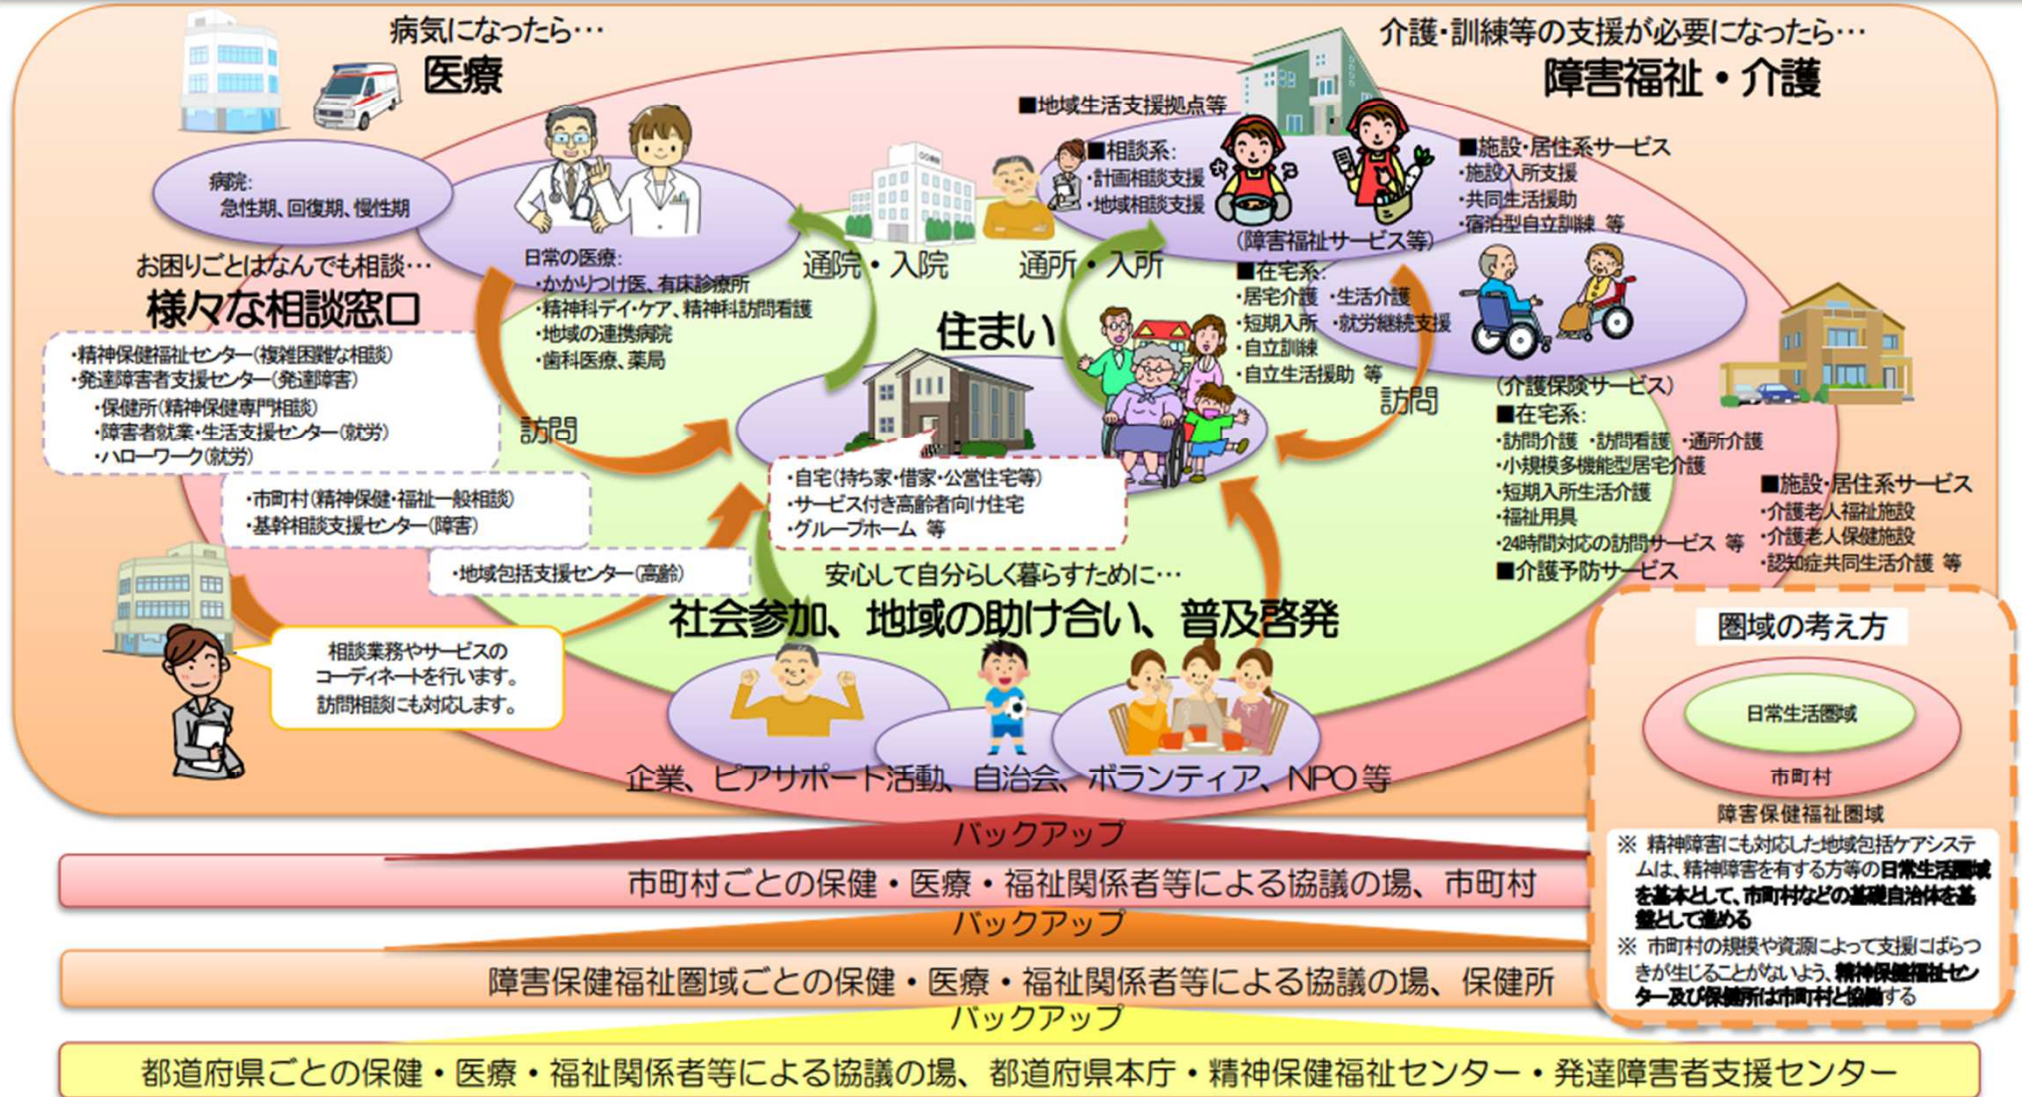 病気になったら…
医療
病院:
急性期、回復期、慢性期
日常の医療:
・かかりつけ医、有床診療所
・精神科デイ・ケア、精神科訪問看護
・地域の連携病院
・歯科医療、薬局
お困りごとはなんでも相談…
様々な相談窓口
・精神保健福祉センター(複雑困難な相談)
・発達障害者支援センター(発達障害)
・保健所(精神保健専門相談)
・障害者就業・生活支援センター(就労)
・ハローワーク(就労)
・市町村(精神保健・福祉一般相談)
・基幹相談支援センター(障害)
・地域包括支援センター(高齢)
相談業務やサービスの
コーディネートを行います。
訪問相談にも対応します。
訪問
通院・入院
通所・入所
住まい
・自宅(持ち家・借家・公営住宅等)
・サービス付き高齢者向け住宅
・グループホーム 等
介護・訓練等の支援が必要になったら…
障害福祉・介護
■地域生活支援拠点等
■相談系:
・計画相談支援
・地域相談支援
■施設・居住系サービス
・施設入所支援
・共同生活援助
・宿泊型自立訓練 等
(障害福祉サービス等)
■在宅系:
・居宅介護 ・生活介護
・短期入所 ・就労継続支援
・自立訓練
・自立生活援助 等
訪問
(介護保険サービス)
■在宅系:
・訪問介護 ・訪問看護 ・通所介護
・小規模多機能型居宅介護
・短期入所生活介護
・福祉用具
・24時間対応の訪問サービス 等
■介護予防サービス
■施設・居住系サービス
・介護老人福祉施設
・介護老人保健施設
・認知症共同生活介護 等
安心して自分らしく暮らすために…
社会参加、地域の助け合い、普及啓発
企業、ピアサポート活動、自治会、ボランティア、NPO 等
圏域の考え方
日常生活圏域
市町村
障害保健福祉圏域
※ 精神障害にも対応した地域包括ケアシステ
ムは、精神障害を有する方等の日常生活圏域
を基本として、市町村などの基礎自治体を基
盤として進める
※ 市町村の規模や資源によって支援にばらつ
きが生じることがないよう、精神保健福祉セン
ター及び保健所は市町村と協働する
バックアップ
市町村ごとの保健・医療・福祉関係者等による協議の場、市町村
バックアップ
障害保健福祉圏域ごとの保健・医療・福祉関係者等による協議の場、保健所
バックアップ
都道府県ごとの保健・医療・福祉関係者等による協議の場、都道府県本庁・精神保健福祉センター・発達障害者支援センター